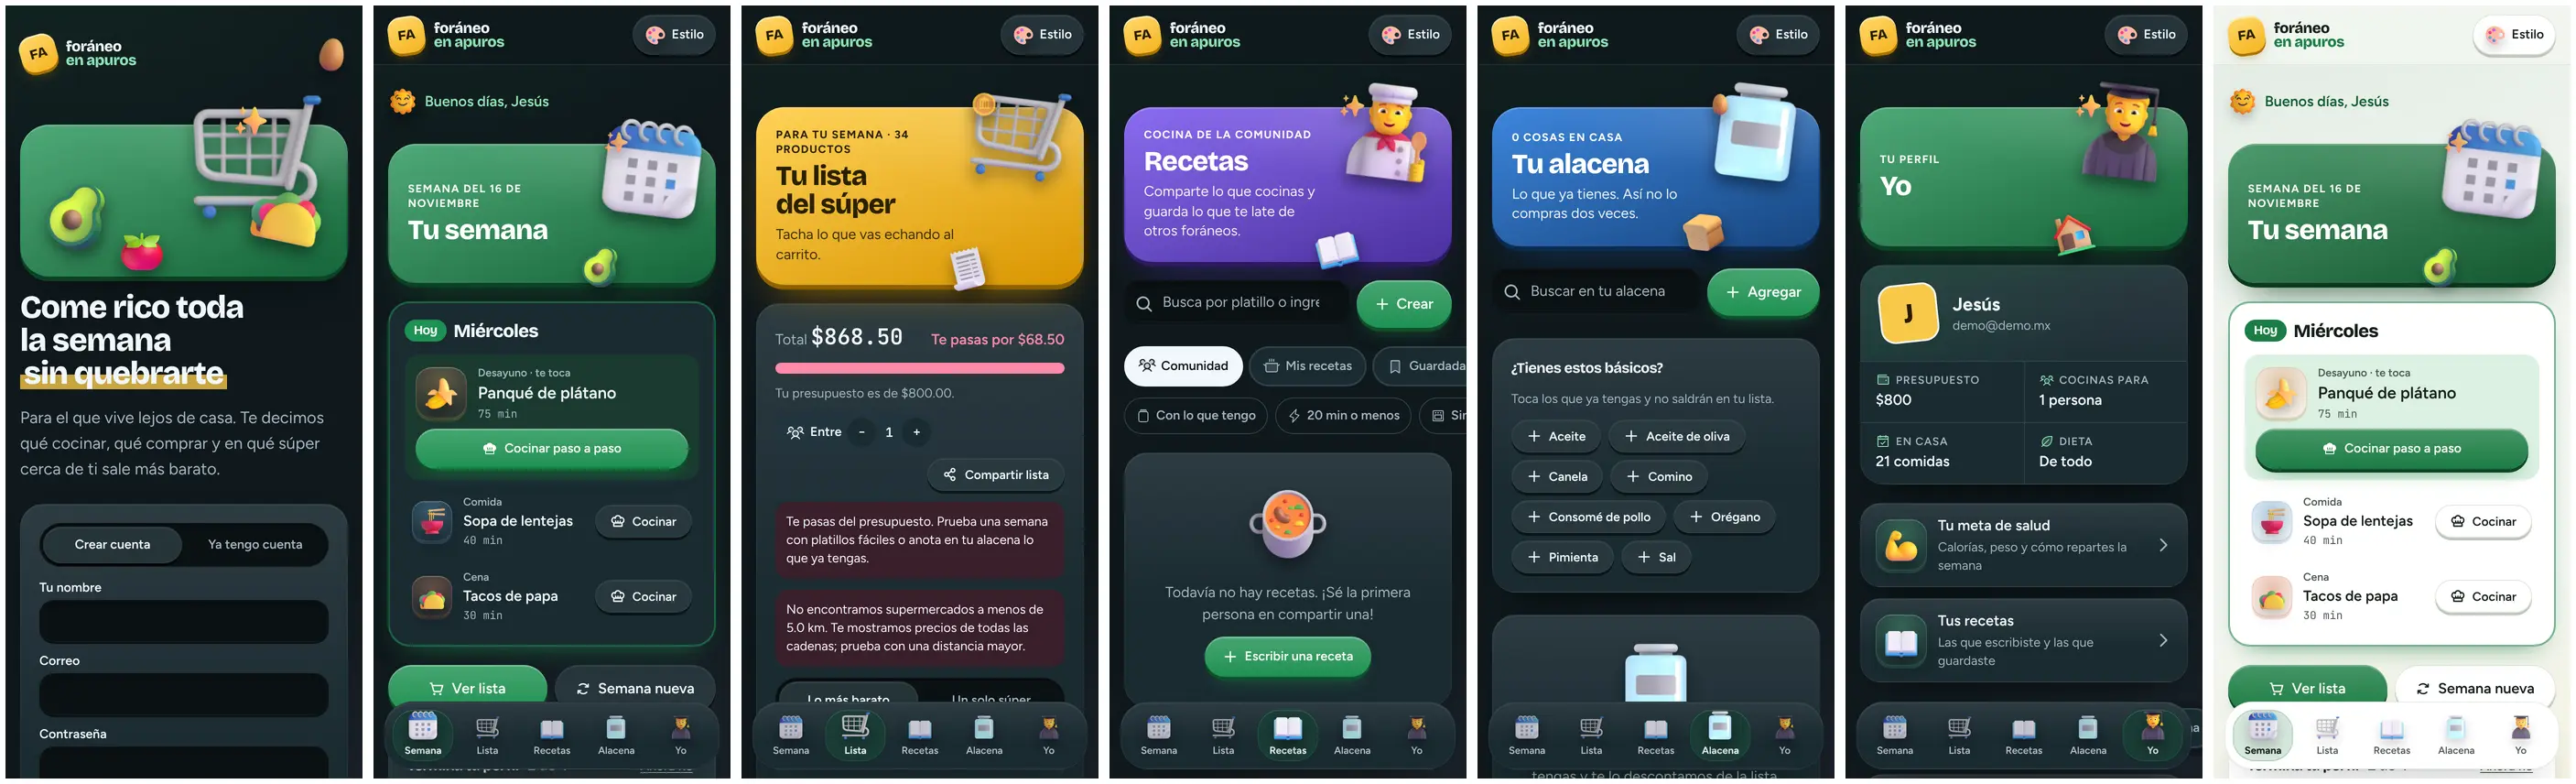 FA
foráneo
en apuros
Come rico toda
la semana
sin quebrarte
Para el que vive lejos de casa. Te decimos
qué cocinar, qué comprar y en qué súper
cerca de ti sale más barato.
Crear cuenta
Ya tengo cuenta
Tu nombre
Correo
Contraseña
FA
foráneo
en apuros
Estilo
Buenos días, Jesús
SEMANA DEL 16 DE
NOVIEMBRE
Tu semana
Hoy
Miércoles
Desayuno · te toca
Panqué de plátano
75 min
Cocinar paso a paso
Comida
Sopa de lentejas
40 min
Cocinar
Cena
Tacos de papa
30 min
Cocinar
Ver lista
Semana nueva
Semana
Lista
Recetas
Alacena
Yo
FA
foráneo
en apuros
Estilo
PARA TU SEMANA · 34
PRODUCTOS
Tu lista
del súper
Tacha lo que vas echando al
carrito.
Total $868.50
Te pasas por $68.50
Tu presupuesto es de $800.00.
Entre - 1 +
Compartir lista
Te pasas del presupuesto. Prueba una semana
con platillos fáciles o anota en tu alacena lo
que ya tengas.
No encontramos supermercados a menos de
5.0 km. Te mostramos precios de todas las
cadenas; prueba con una distancia mayor.
Lo más barato
Un solo súper
Semana
Lista
Recetas
Alacena
Yo
FA
foráneo
en apuros
Estilo
COCINA DE LA COMUNIDAD
Recetas
Comparte lo que cocinas y
guarda lo que te late de
otros foráneos.
Busca por platillo o ingre
+ Crear
Comunidad
Mis recetas
Guardada
Con lo que tengo
20 min o menos
Sin
Todavía no hay recetas. ¡Sé la primera
persona en compartir una!
+ Escribir una receta
Semana
Lista
Recetas
Alacena
Yo
FA
foráneo
en apuros
Estilo
0 COSAS EN CASA
Tu alacena
Lo que ya tienes. Así no lo
compras dos veces.
Buscar en tu alacena
+ Agregar
¿Tienes estos básicos?
Toca los que ya tengas y no saldrán en tu lista.
+ Aceite
+ Aceite de oliva
+ Canela
+ Comino
+ Consomé de pollo
+ Orégano
+ Pimienta
+ Sal
Semana
Lista
Recetas
Alacena
Yo
tengas y te lo descontamos de la lista
FA
foráneo
en apuros
Estilo
TU PERFIL
Yo
J
Jesús
demo@demo.mx
PRESUPUESTO
$800
COCINAS PARA
1 persona
EN CASA
21 comidas
DIETA
De todo
Tu meta de salud
Calorías, peso y cómo repartes la
semana
Tus recetas
Las que escribiste y las que
guardaste
Semana
Lista
Recetas
Alacena
Yo
FA
foráneo
en apuros
Estilo
Buenos días, Jesús
SEMANA DEL 16 DE
NOVIEMBRE
Tu semana
Hoy
Miércoles
Desayuno · te toca
Panqué de plátano
75 min
Cocinar paso a paso
Comida
Sopa de lentejas
40 min
Cocinar
Cena
Tacos de papa
30 min
Cocinar
Ver lista
Semana nueva
Semana
Lista
Recetas
Alacena
Yo